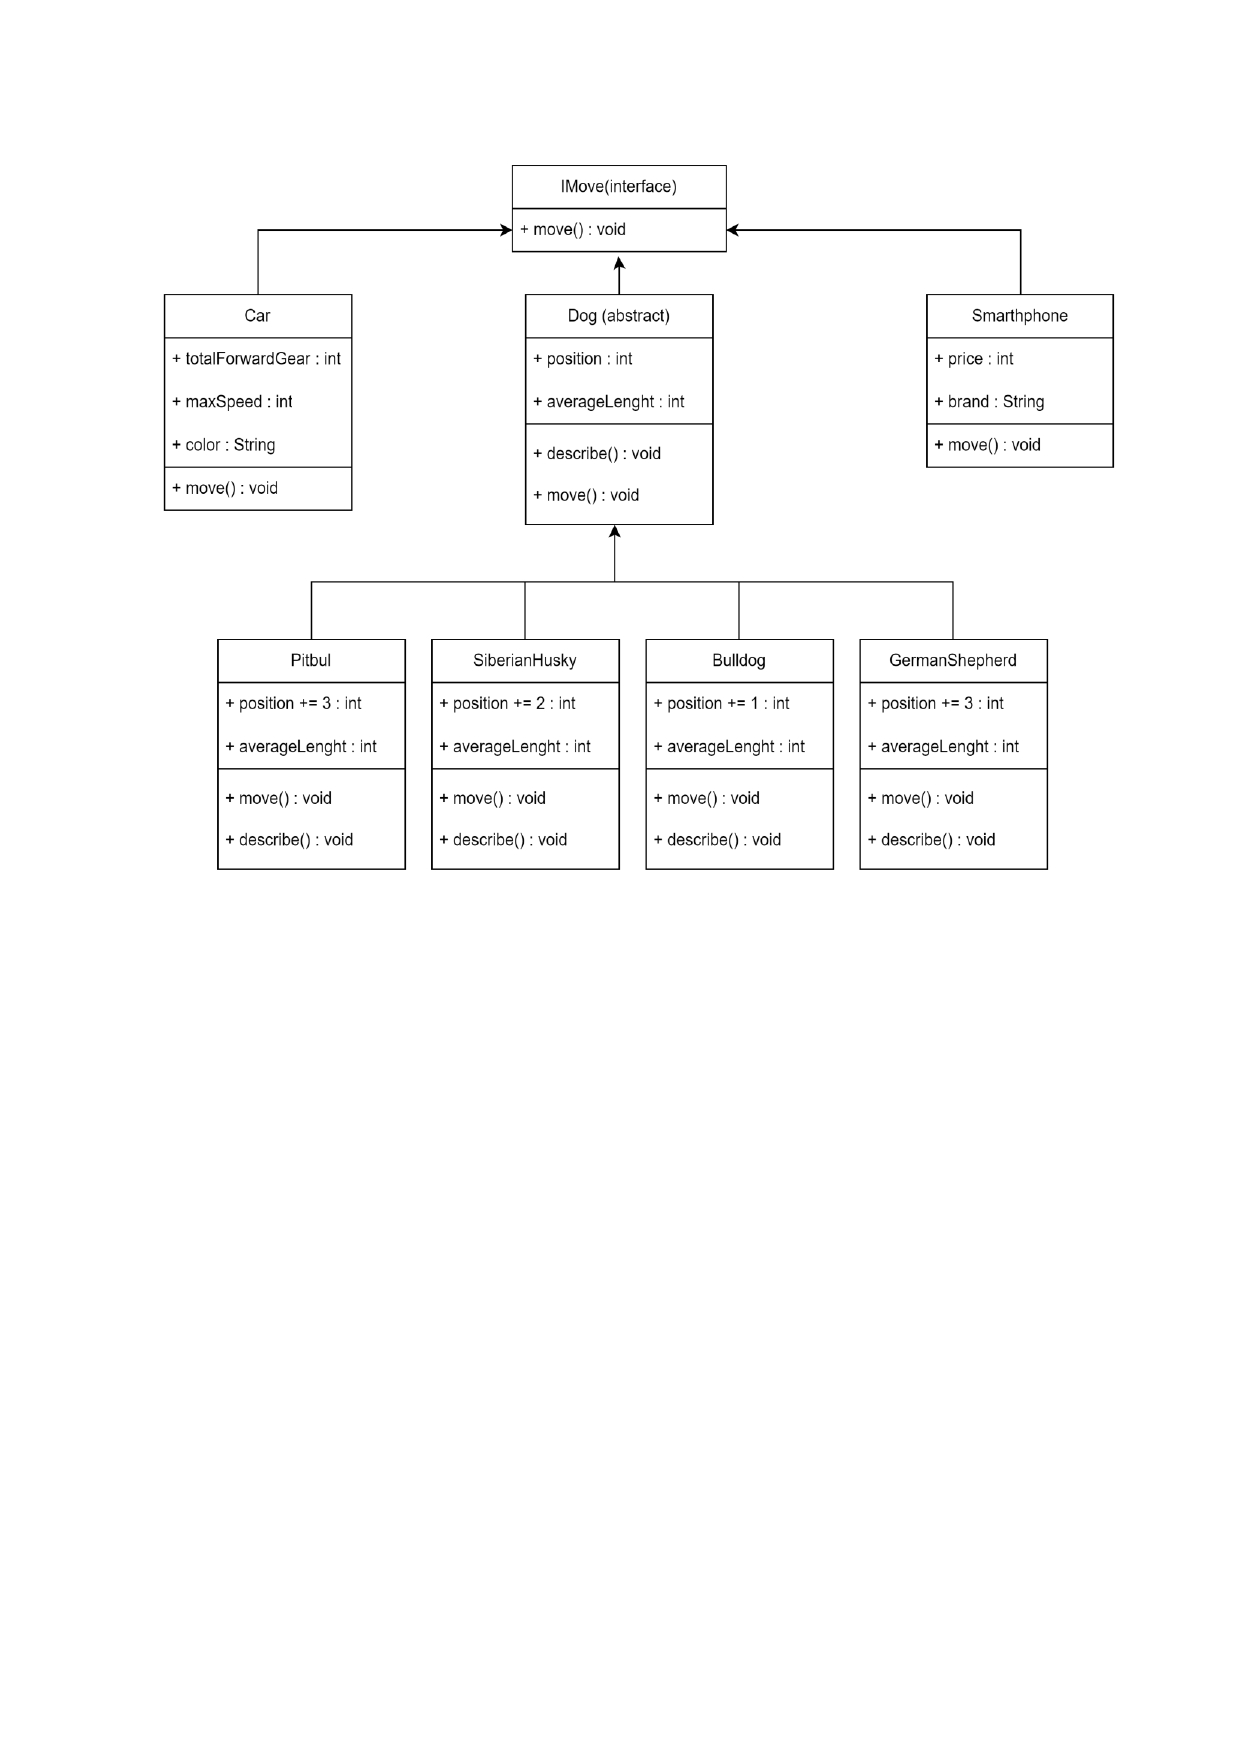 IMove(interface)
+ move() : void
Car
+ totalForwardGear : int
+ maxSpeed : int
+ color : String
+ move() : void
Dog (abstract)
+ position : int
+ averageLenght : int
+ describe() : void
+ move() : void
Smarthphone
+ price : int
+ brand : String
+ move() : void
Pitbul
+ position += 3 : int
+ averageLenght : int
+ move() : void
+ describe() : void
SiberianHusky
+ position += 2 : int
+ averageLenght : int
+ move() : void
+ describe() : void
Bulldog
+ position += 1 : int
+ averageLenght : int
+ move() : void
+ describe() : void
GermanShepherd
+ position += 3 : int
+ averageLenght : int
+ move() : void
+ describe() : void